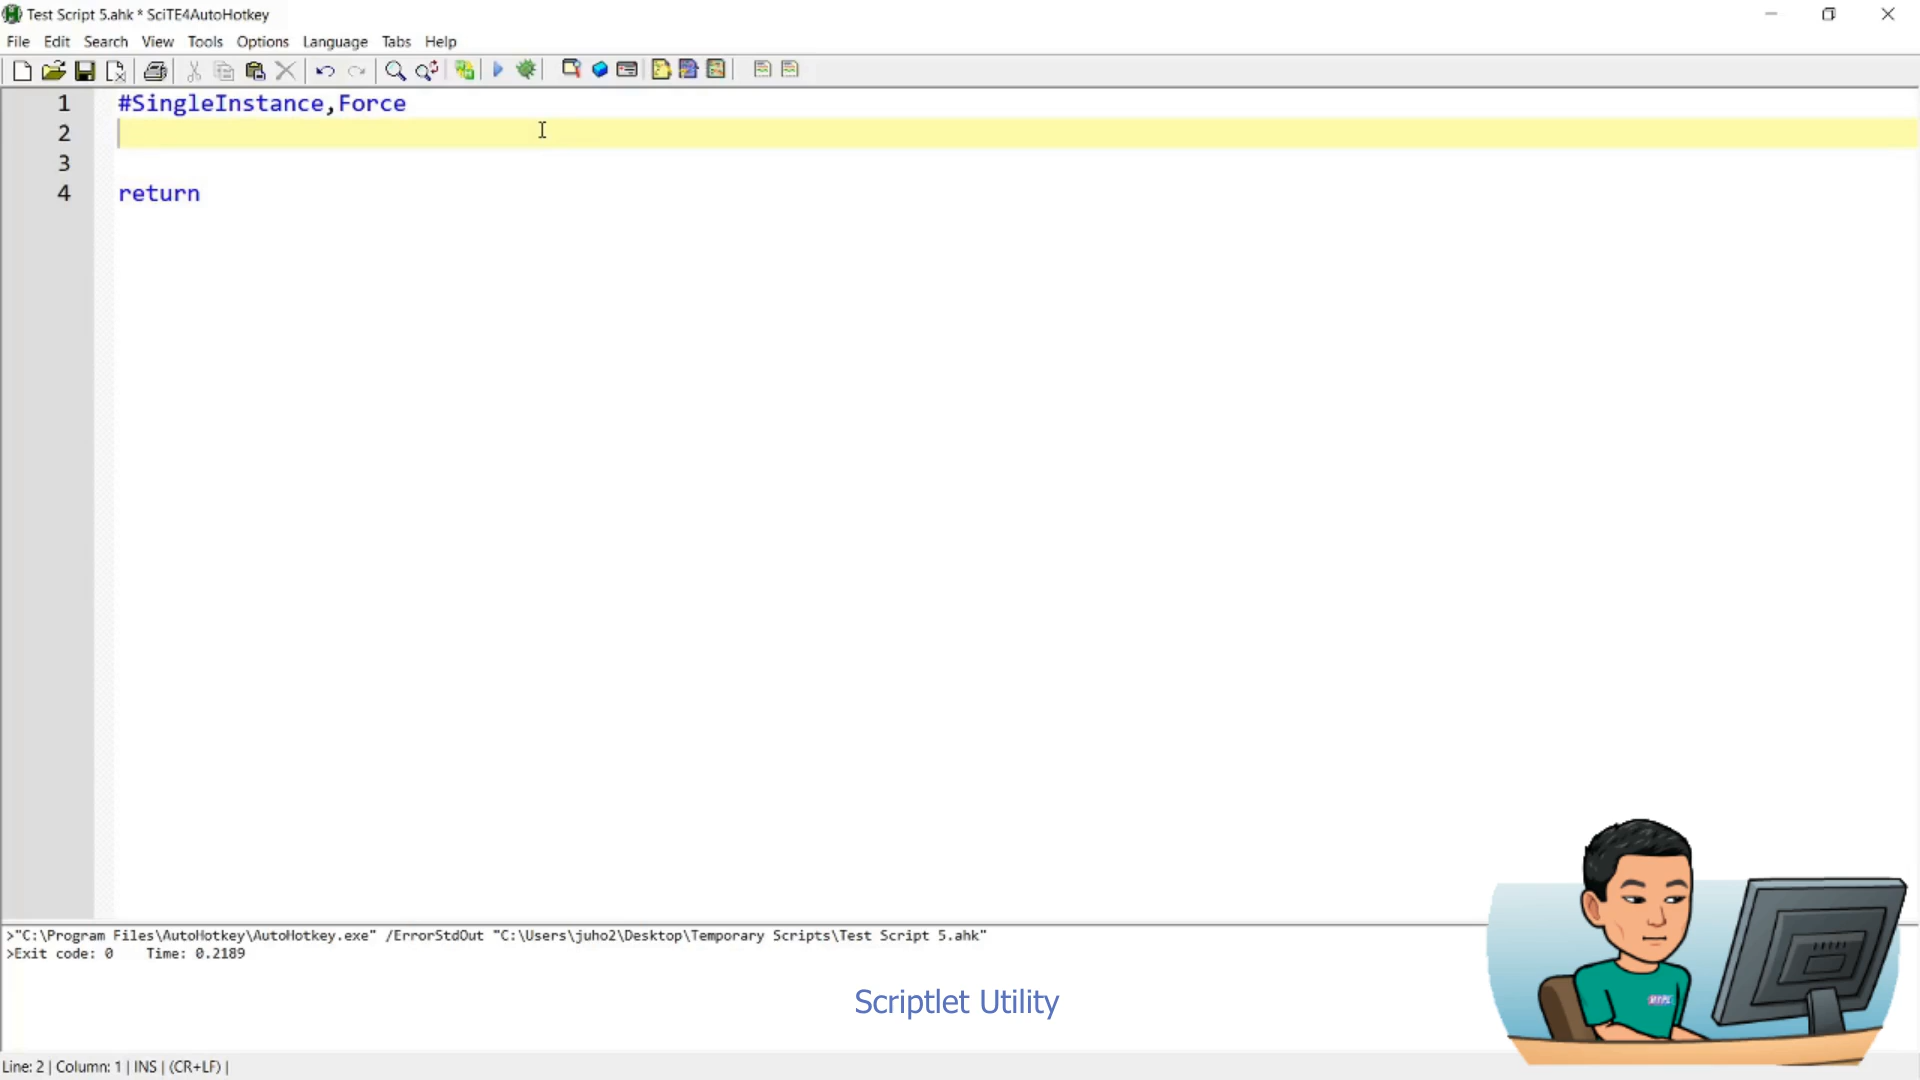 Test Script 5.ahk * SciTE4AutoHotkey
File Edit Search View Tools Options Language Tabs Help
1 #SingleInstance,Force
2
3
4 return
>"C:\Program Files\AutoHotkey\AutoHotkey.exe" /ErrorStdOut "C:\Users\juho2\Desktop\Temporary Scripts\Test Script 5.ahk"
>Exit code: 0 Time: 0.2189
Scriptlet Utility
Line: 2 | Column: 1 | INS | (CR+LF) |